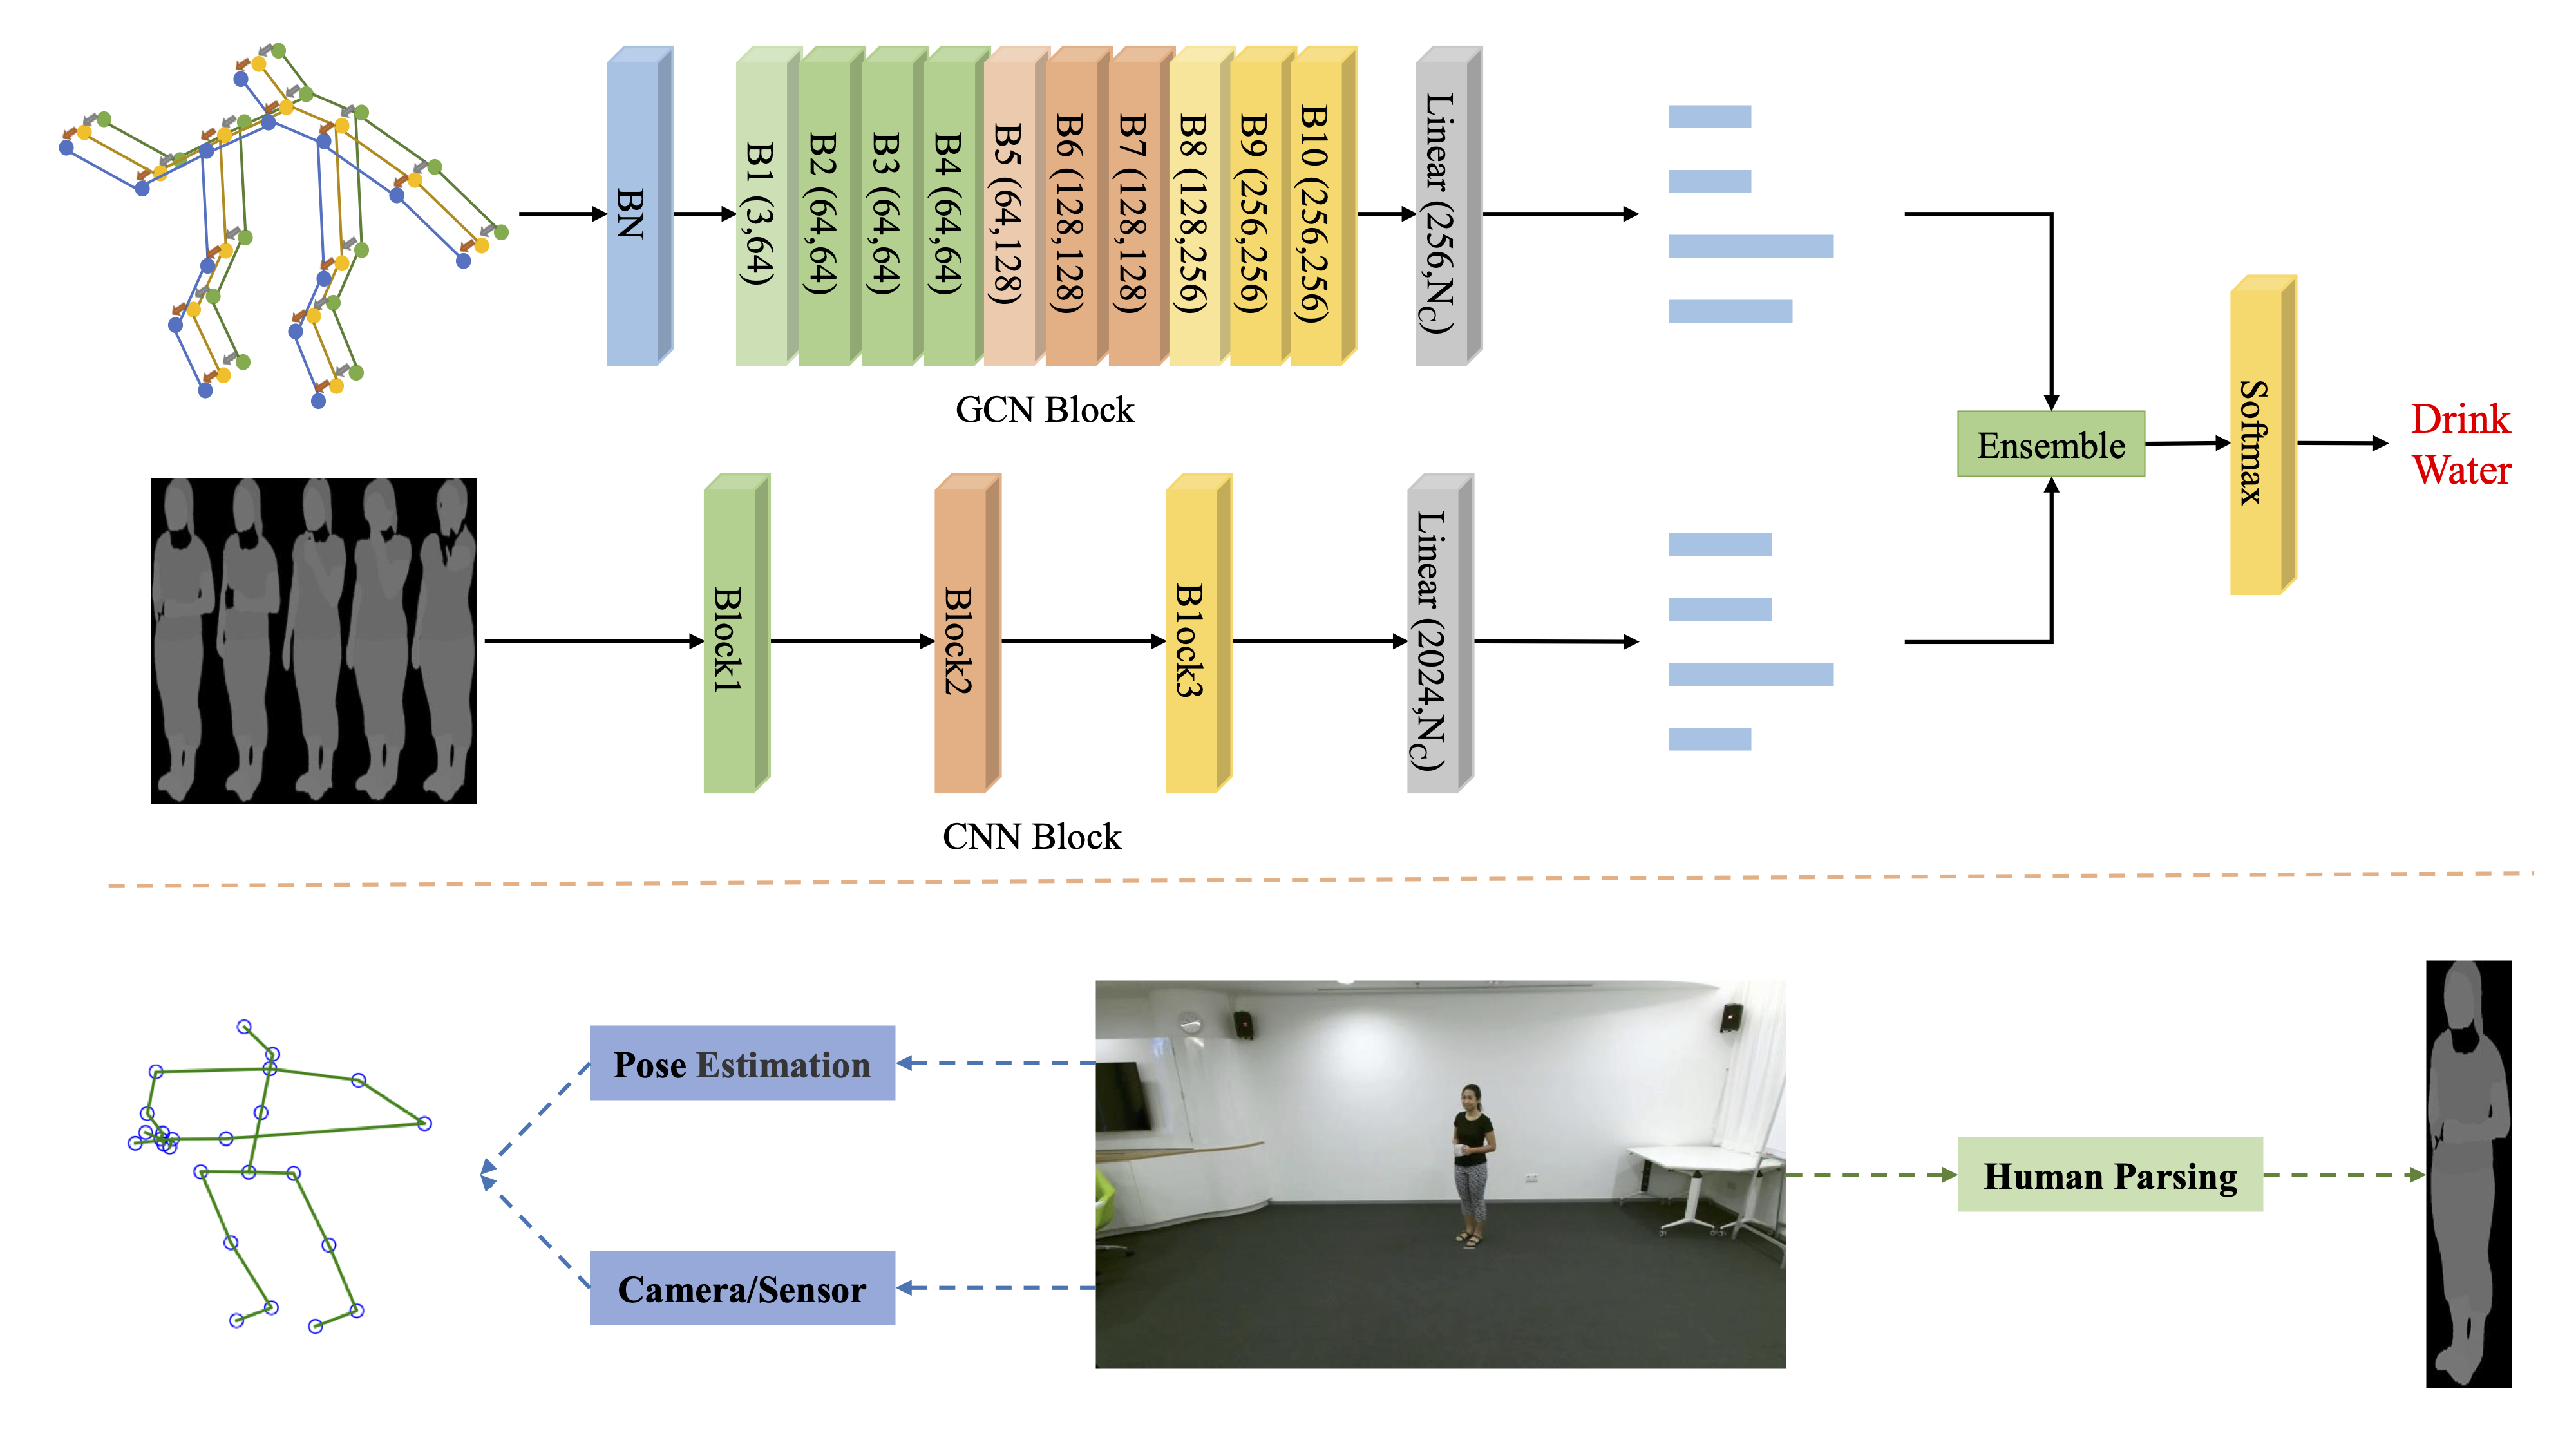 BN
B1 (3,64)
B2 (64,64)
B3 (64,64)
B4 (64,64)
B5 (64,128)
B6 (128,128)
B7 (128,128)
B8 (128,256)
B9 (256,256)
B10 (256,256)
Linear (256,N_C)
GCN Block
Block1
Block2
Block3
Linear (2024,N_C)
CNN Block
Ensemble
Softmax
Drink
Water
Pose Estimation
Camera/Sensor
Human Parsing